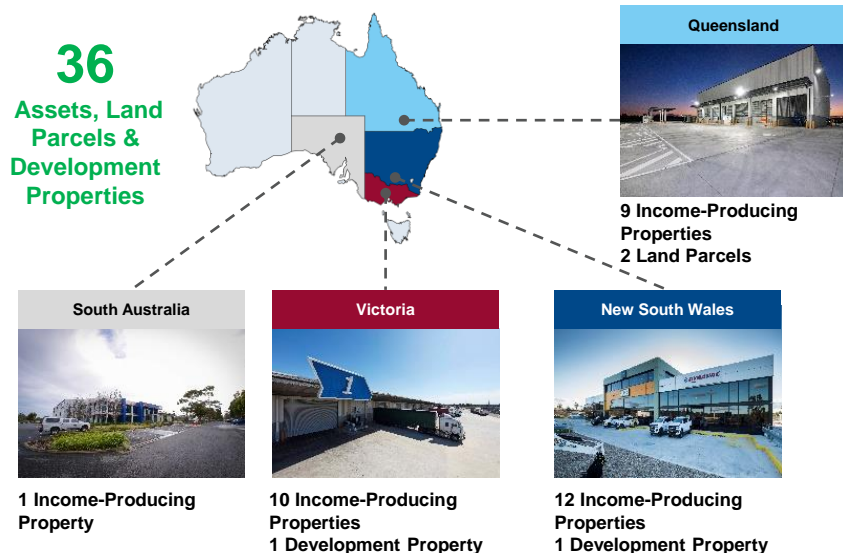 36
Assets, Land
Parcels &
Development
Properties
Queensland
9 Income-Producing
Properties
2 Land Parcels
South Australia
1 Income-Producing
Property
Victoria
1
10 Income-Producing
Properties
1 Development Property
New South Wales
12 Income-Producing
Properties
1 Development Property